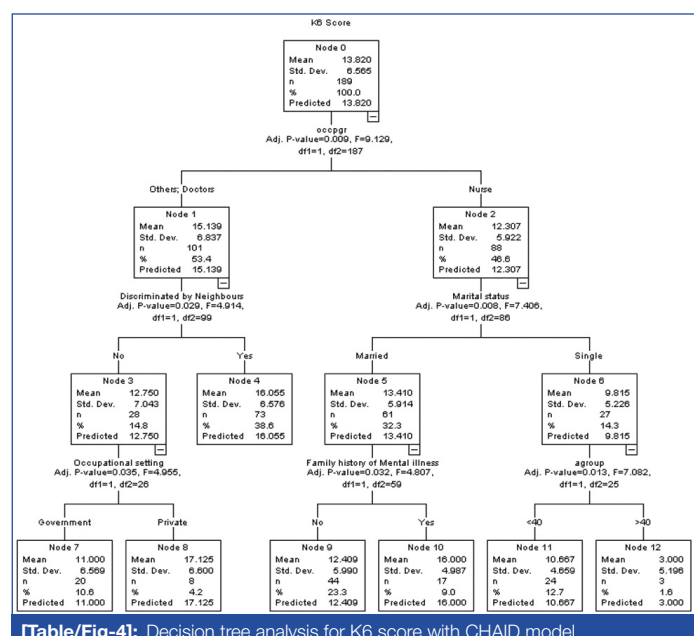 K6 Score
Node 0
Mean 13.820
Std. Dev. 6.565
n 189
% 100.0
Predicted 13.820
occpgr
Adj. P-value=0.009, F=9.129,
df1=1, df2=187
Others; Doctors
Nurse
Node 1
Mean 15.139
Std. Dev. 6.837
n 101
% 53.4
Predicted 15.139
Node 2
Mean 12.307
Std. Dev. 5.922
n 88
% 46.6
Predicted 12.307
Discriminated by Neighbours
Adj. P-value=0.029, F=4.914,
df1=1, df2=99
Marital status
Adj. P-value=0.008, F=7.406,
df1=1, df2=86
No
Yes
Married
Single
Node 3
Mean 12.750
Std. Dev. 7.043
n 28
% 14.8
Predicted 12.750
Node 4
Mean 16.055
Std. Dev. 6.576
n 73
% 38.6
Predicted 16.055
Node 5
Mean 13.410
Std. Dev. 5.914
n 61
% 32.3
Predicted 13.410
Node 6
Mean 9.815
Std. Dev. 5.226
n 27
% 14.3
Predicted 9.815
Occupational setting
Adj. P-value=0.035, F=4.955,
df1=1, df2=26
Family history of Mental illness
Adj. P-value=0.032, F=4.807,
df1=1, df2=59
agroup
Adj. P-value=0.013, F=7.082,
df1=1, df2=25
Government
Private
No
Yes
<40
>40
Node 7
Mean 11.000
Std. Dev. 6.569
n 20
% 10.6
Predicted 11.000
Node 8
Mean 17.125
Std. Dev. 6.600
n 8
% 4.2
Predicted 17.125
Node 9
Mean 12.409
Std. Dev. 5.990
n 44
% 23.3
Predicted 12.409
Node 10
Mean 16.000
Std. Dev. 4.987
n 17
% 9.0
Predicted 16.000
Node 11
Mean 10.667
Std. Dev. 4.659
n 24
% 12.7
Predicted 10.667
Node 12
Mean 3.000
Std. Dev. 5.196
n 3
% 1.6
Predicted 3.000
[Table/Fig-4]: Decision tree analysis for K6 score with CHAID model